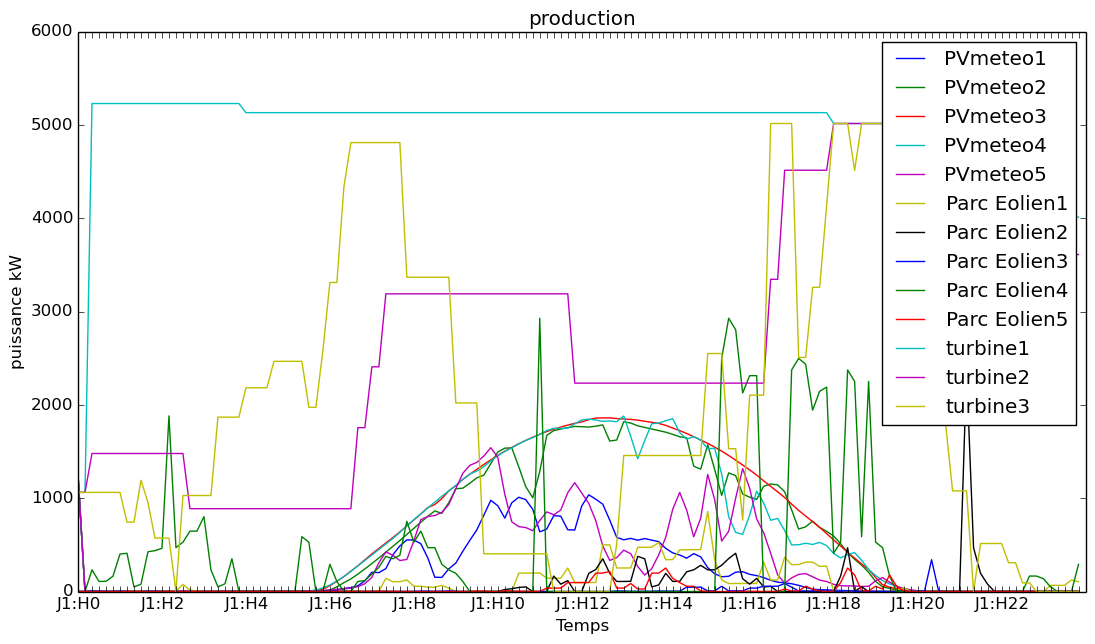 production
6000
5000
4000
3000
2000
1000
0
puissance kW
J1:H0 J1:H2 J1:H4 J1:H6 J1:H8 J1:H10 J1:H12 J1:H14 J1:H16 J1:H18 J1:H20 J1:H22
Temps
PVmeteo1
PVmeteo2
PVmeteo3
PVmeteo4
PVmeteo5
Parc Eolien1
Parc Eolien2
Parc Eolien3
Parc Eolien4
Parc Eolien5
turbine1
turbine2
turbine3